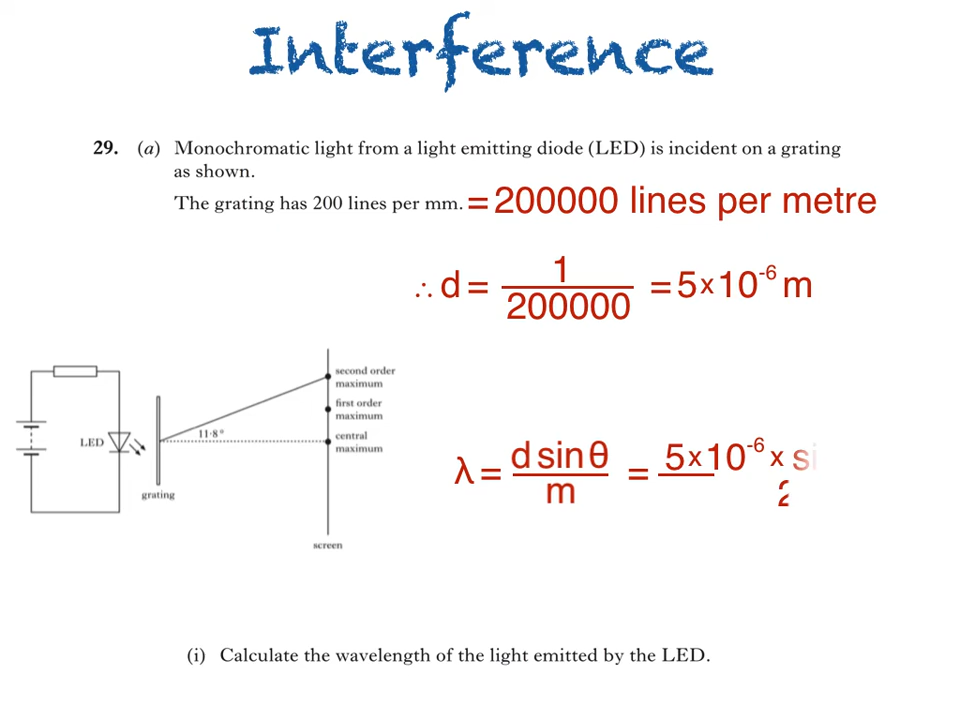 Interference
29. (a) Monochromatic light from a light emitting diode (LED) is incident on a grating
as shown.
The grating has 200 lines per mm. = 200000 lines per metre
∴ d = 1/200000 = 5×10⁻⁶ m
second order
maximum
first order
maximum
11·8°
LED
central
maximum
grating
screen
λ = d sin θ / m = 5×10⁻⁶ × si / 2
(i) Calculate the wavelength of the light emitted by the LED.